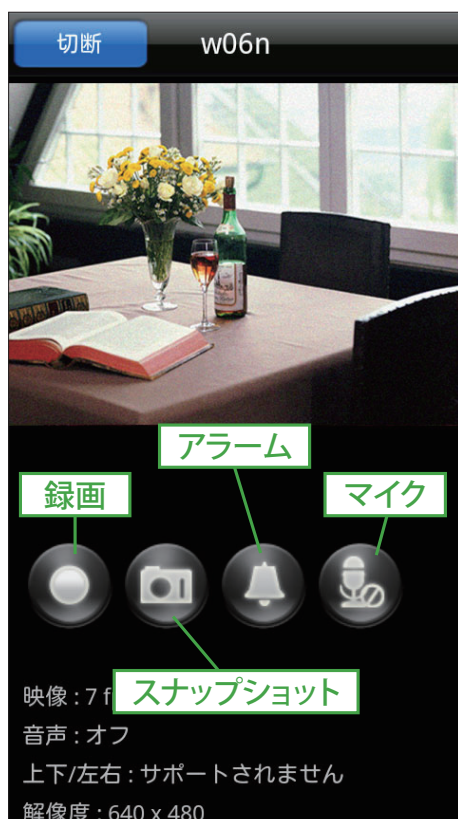 切断
w06n
アラーム
録画
マイク
スナップショット
映像 : 7 f
音声 : オフ
上下/左右 : サポートされません
解像度 : 640 x 480